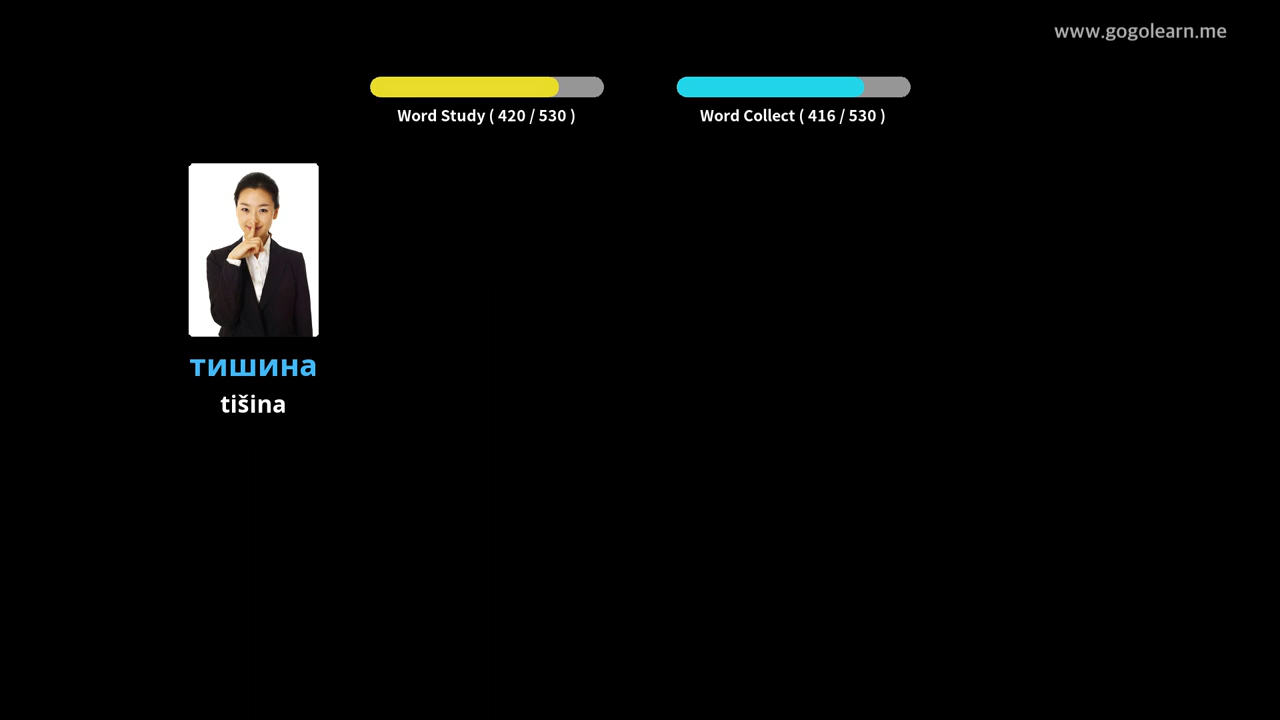 www.gogolearn.me
Word Study ( 420 / 530 )
Word Collect ( 416 / 530 )
тишина
tišina